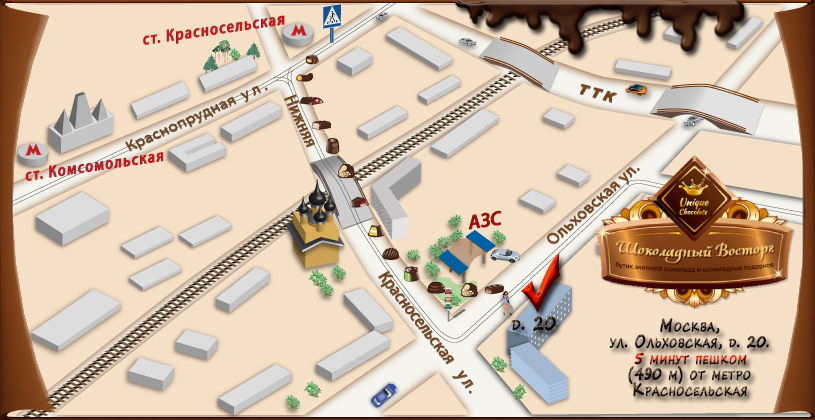 ст. Красносельская
М
Краснопрудная ул.
Нижняя
ТТК
М
ст. Комсомольская
АЗС
Ольховская ул.
Красносельская ул.
д. 20
Unique
Chocolate
Шоколадный Восторг
бутик элитного шоколада и шоколадных подарков
Москва,
ул. Ольховская, д. 20.
5 минут пешком
(490 м) от метро
Красносельская